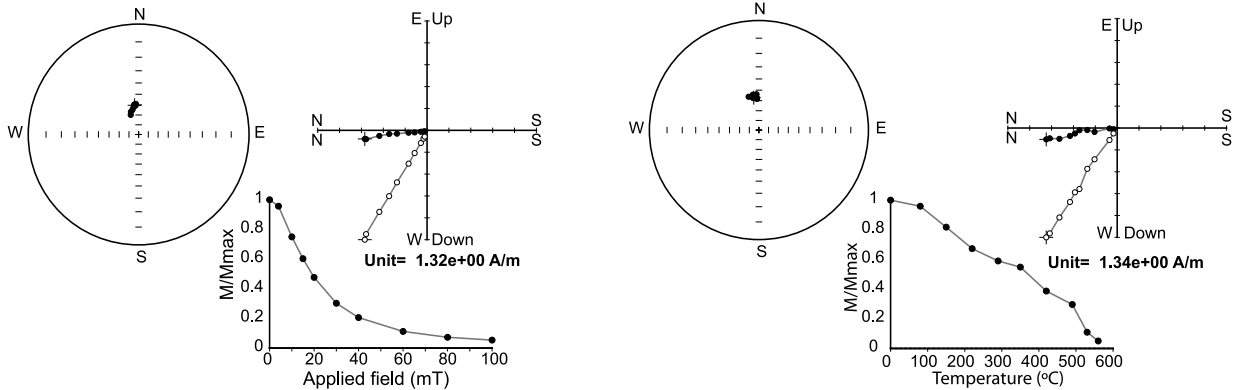 N
W
E
S
E Up
N
S
N
S
W Down
Unit= 1.32e+00 A/m
M/Mmax
1
0.8
0.6
0.4
0.2
0
0 20 40 60 80 100
Applied field (mT)
N
W
E
S
E Up
N
S
N
S
W Down
Unit= 1.34e+00 A/m
M/Mmax
1
0.8
0.6
0.4
0.2
0
0 100 200 300 400 500 600
Temperature (ºC)